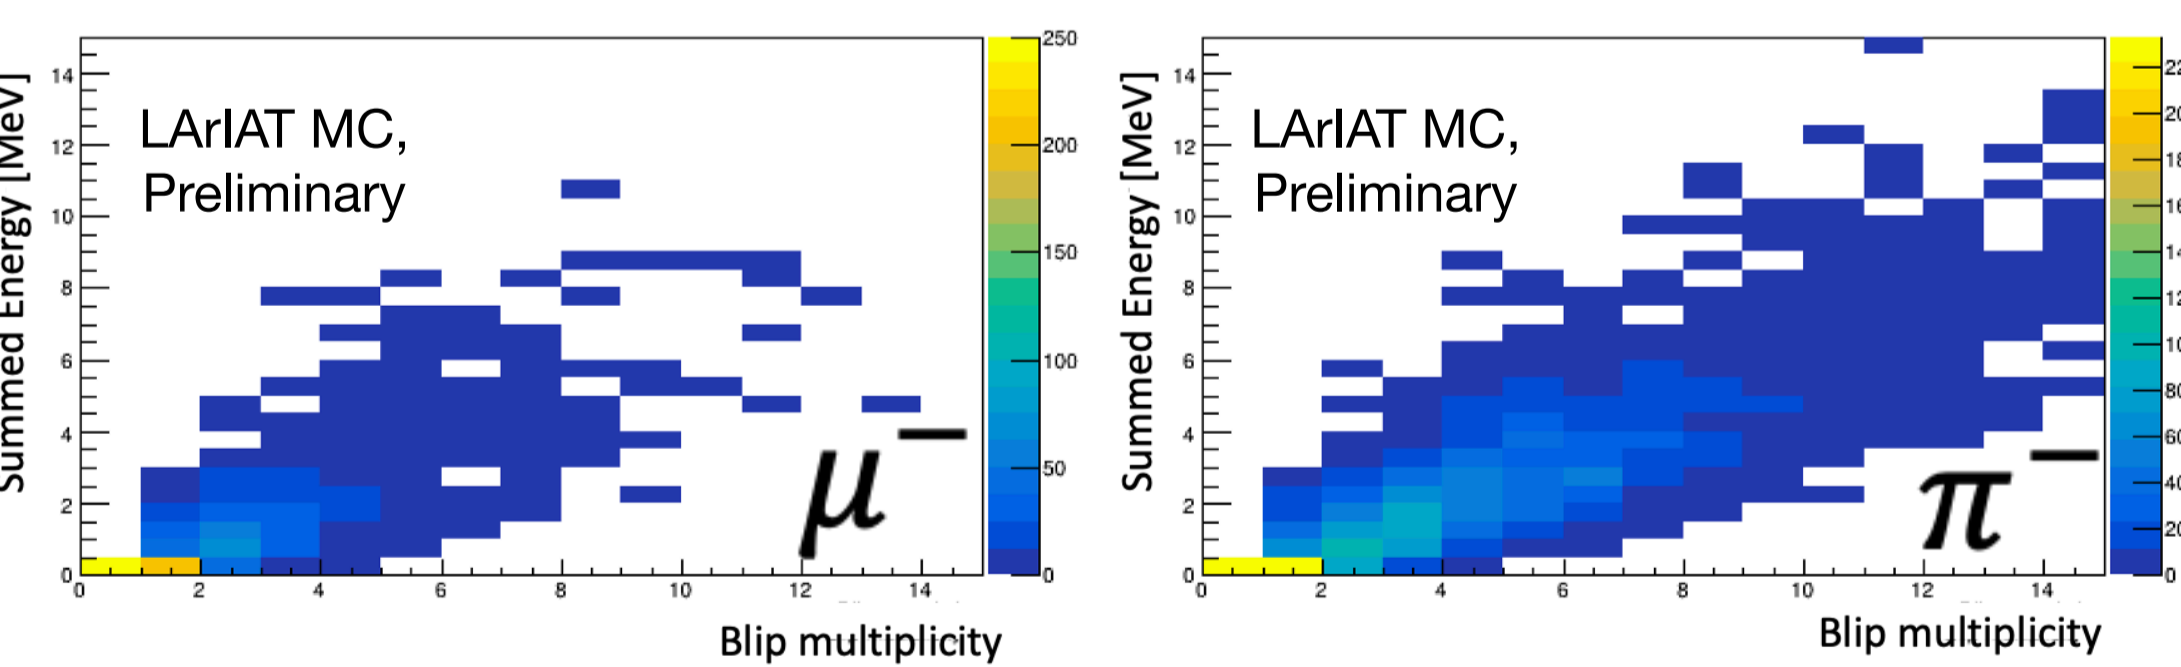 Summed Energy [MeV]
14
12
10
8
6
4
2
0
LArIAT MC,
Preliminary
μ⁻
0 2 4 6 8 10 12 14
Blip multiplicity
250
200
150
100
50
0
Summed Energy [MeV]
14
12
10
8
6
4
2
0
LArIAT MC,
Preliminary
π⁻
0 2 4 6 8 10 12 14
Blip multiplicity
80
60
40
20
0